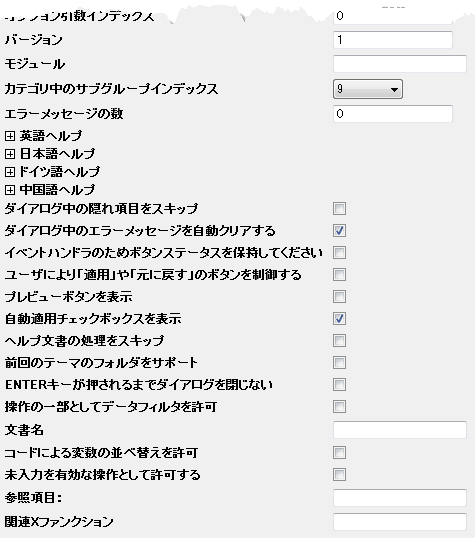 オプション引数インデックス 0
バージョン 1
モジュール
カテゴリ中のサブグループインデックス 9
エラーメッセージの数 0
英語ヘルプ
日本語ヘルプ
ドイツ語ヘルプ
中国語ヘルプ
ダイアログ中の隠れ項目をスキップ
ダイアログ中のエラーメッセージを自動クリアする
イベントハンドラのためボタンステータスを保持してください
ユーザにより「適用」や「元に戻す」のボタンを制御する
プレビューボタンを表示
自動適用チェックボックスを表示
ヘルプ文書の処理をスキップ
前回のテーマのフォルダをサポート
ENTERキーが押されるまでダイアログを閉じない
操作の一部としてデータフィルタを許可
文書名
コードによる変数の並べ替えを許可
未入力を有効な操作として許可する
参照項目:
関連Xファンクション